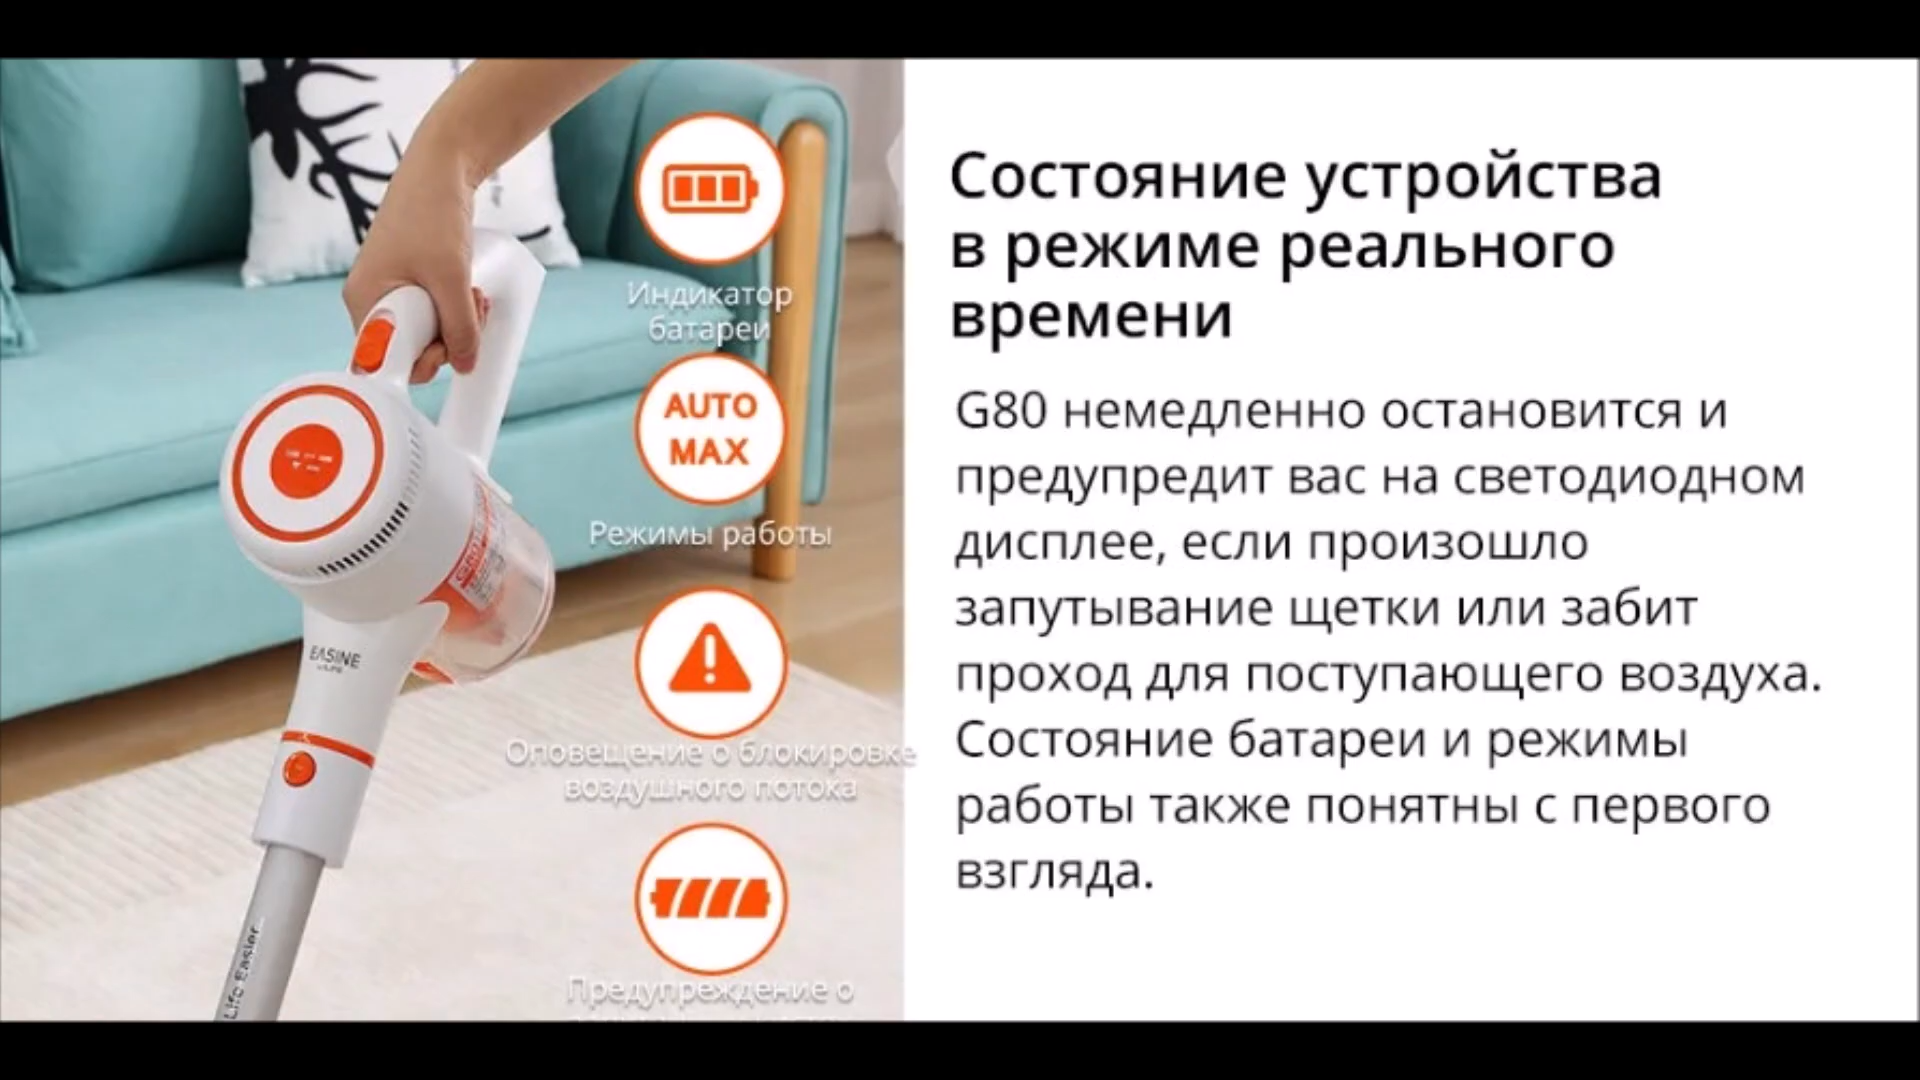 Индикатор
батареи
AUTO
MAX
Режимы работы
Оповещение о блокировке
воздушного потока
Предупреждение о
EASINE
Life Easier
Состояние устройства
в режиме реального
времени
G80 немедленно остановится и
предупредит вас на светодиодном
дисплее, если произошло
запутывание щетки или забит
проход для поступающего воздуха.
Состояние батареи и режимы
работы также понятны с первого
взгляда.